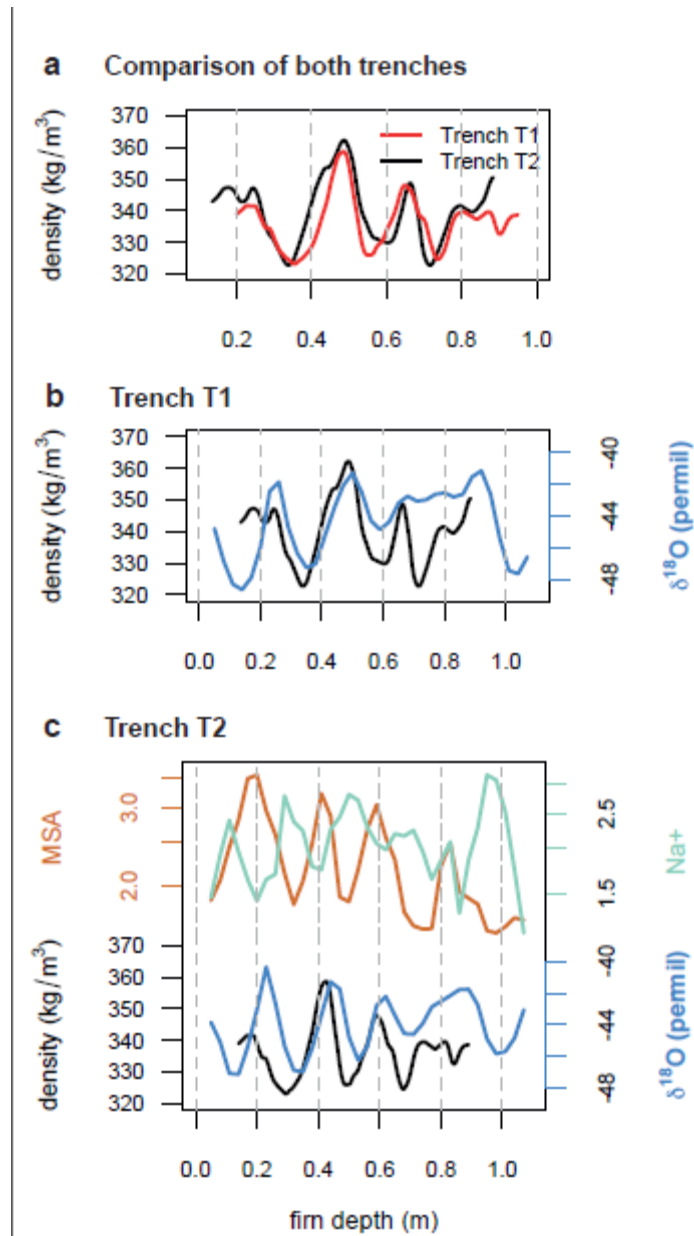 a Comparison of both trenches
density (kg/m³)
370
360
350
340
330
320
Trench T1
Trench T2
0.2 0.4 0.6 0.8 1.0
b Trench T1
density (kg/m³)
370
360
350
340
330
320
-40
-44
-48
δ¹⁸O (permil)
0.0 0.2 0.4 0.6 0.8 1.0
c Trench T2
MSA
3.0
2.0
2.5
1.5
Na+
density (kg/m³)
370
360
350
340
330
320
-40
-44
-48
δ¹⁸O (permil)
0.0 0.2 0.4 0.6 0.8 1.0
firn depth (m)